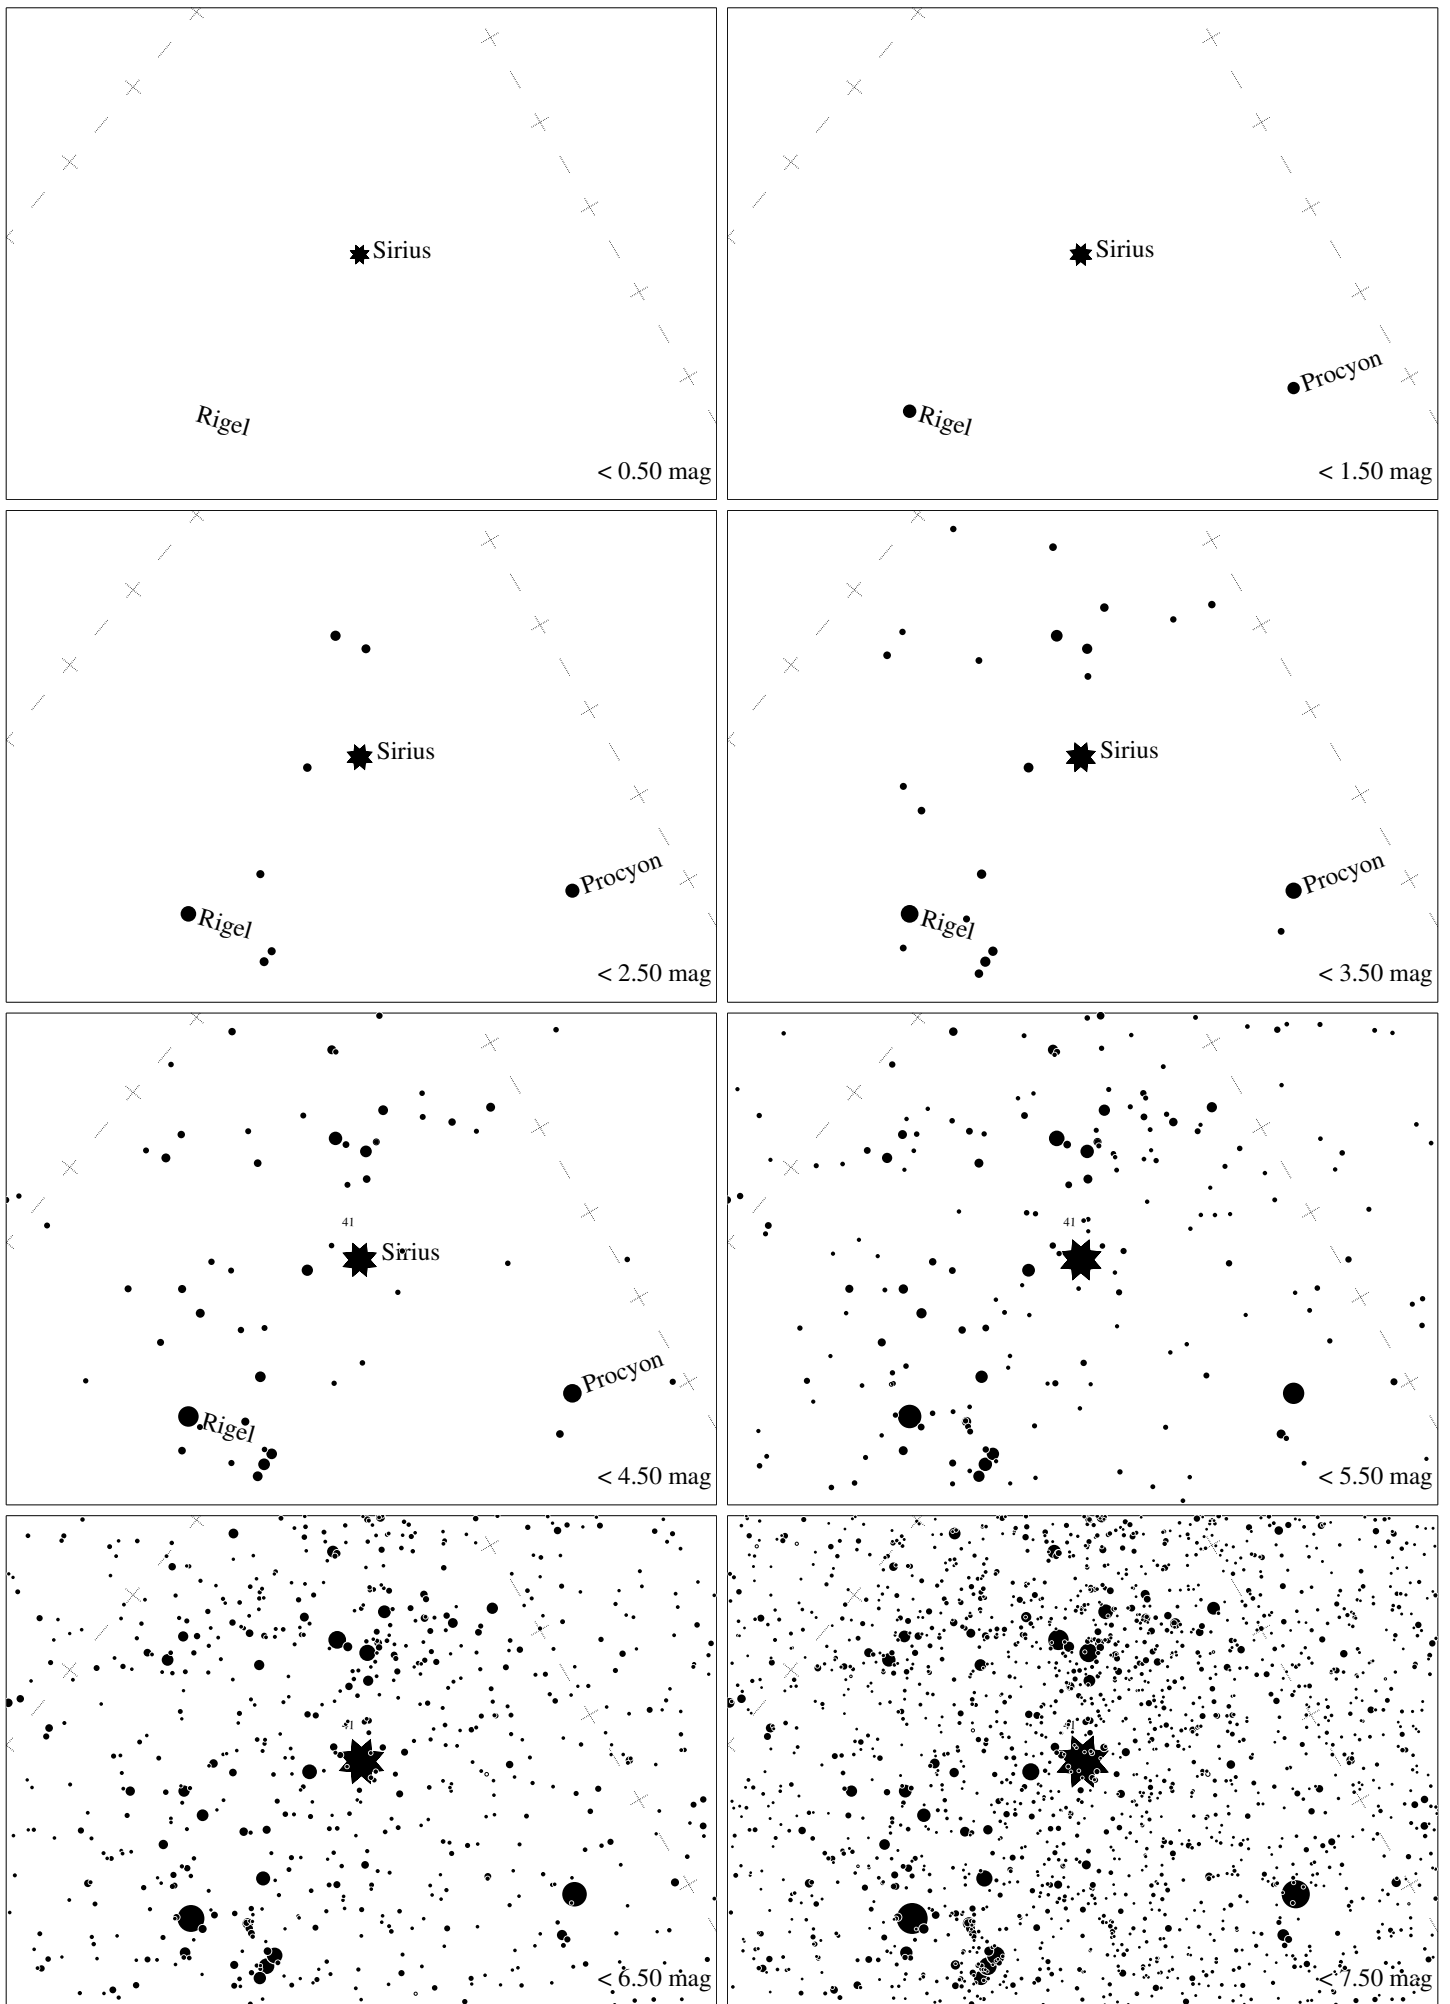 Sirius
Rigel
< 0.50 mag
Sirius
Procyon
Rigel
< 1.50 mag
Sirius
Procyon
Rigel
< 2.50 mag
Sirius
Procyon
Rigel
< 3.50 mag
41
Sirius
Procyon
Rigel
< 4.50 mag
41
< 5.50 mag
41
< 6.50 mag
41
< 7.50 mag